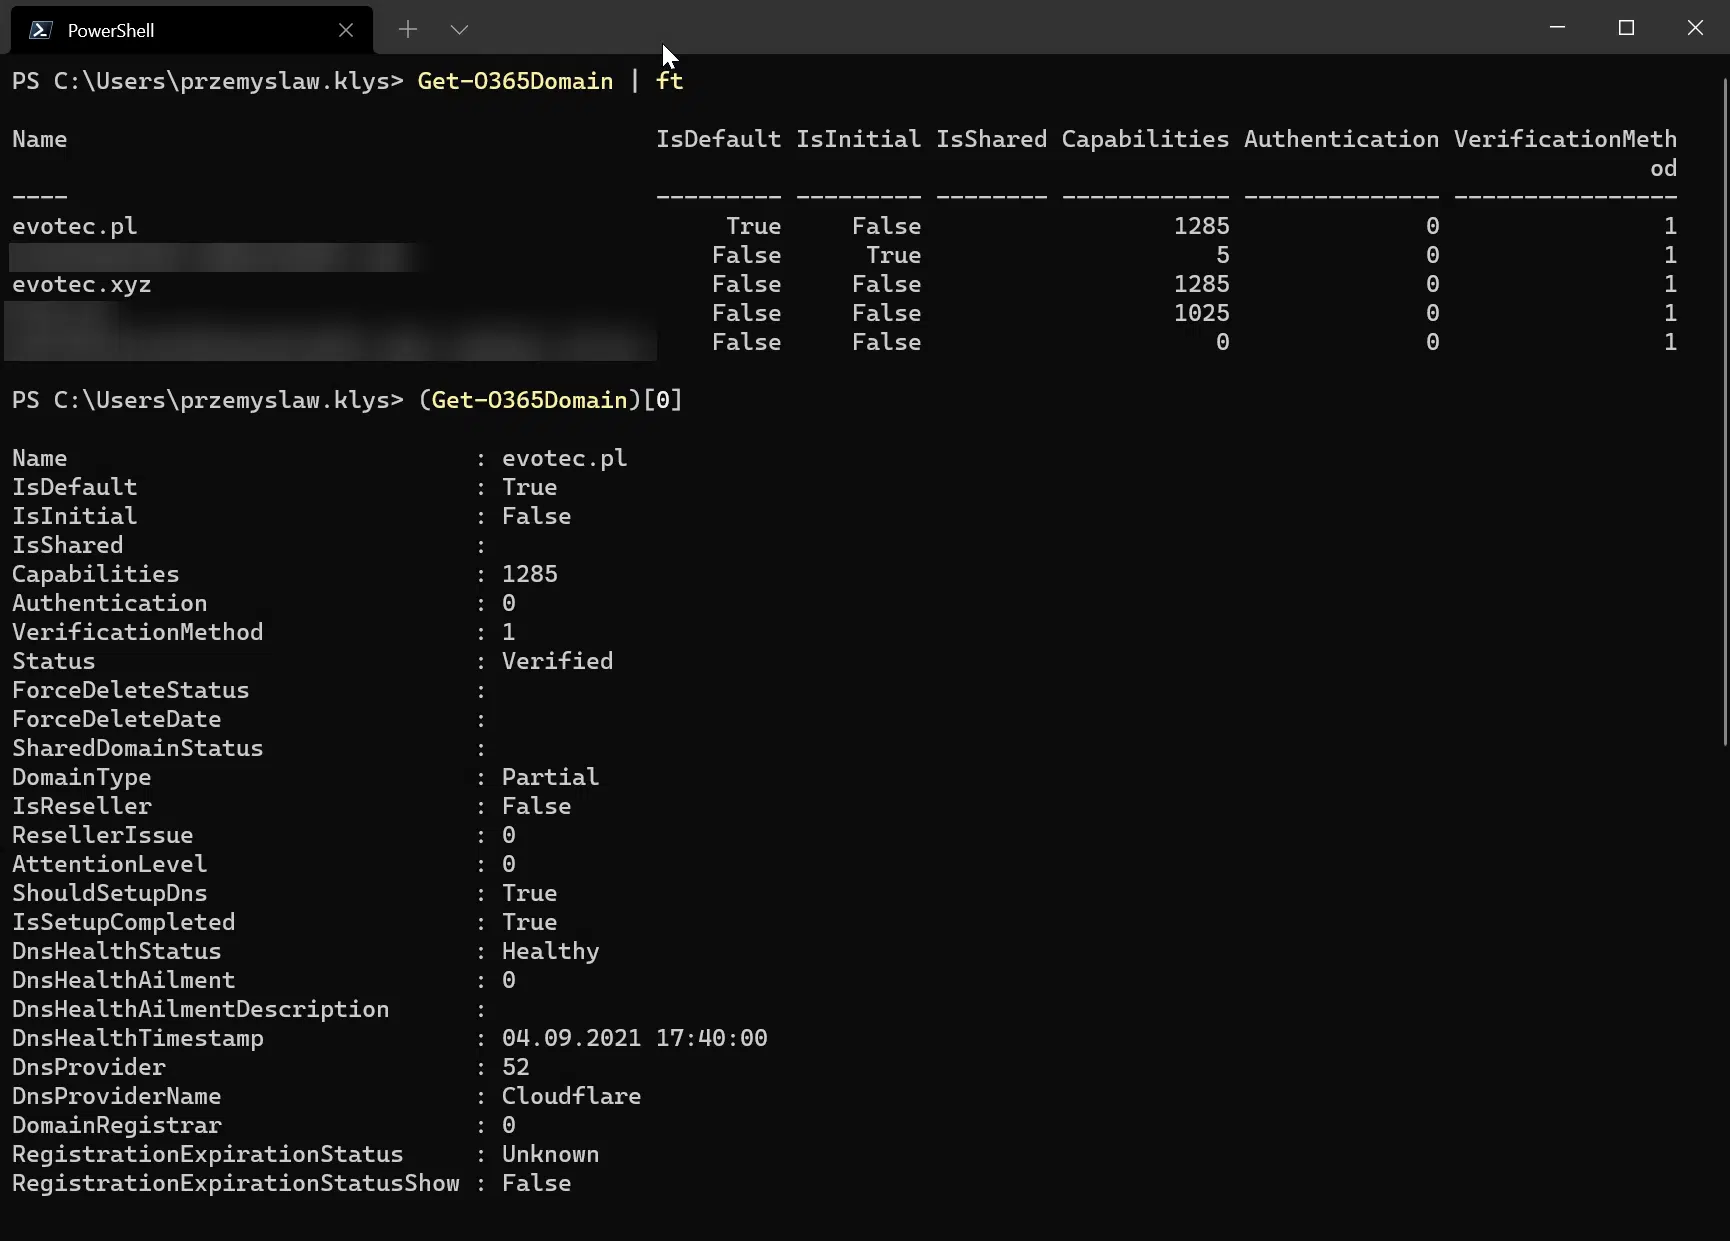 PowerShell
PS C:\Users\przemyslaw.klys> Get-O365Domain | ft
Name IsDefault IsInitial IsShared Capabilities Authentication VerificationMeth
od
---- --------- --------- -------- ------------ -------------- ----------------
evotec.pl True False 1285 0 1
False True 5 0 1
evotec.xyz False False 1285 0 1
False False 1025 0 1
False False 0 0 1
PS C:\Users\przemyslaw.klys> (Get-O365Domain)[0]
Name : evotec.pl
IsDefault : True
IsInitial : False
IsShared :
Capabilities : 1285
Authentication : 0
VerificationMethod : 1
Status : Verified
ForceDeleteStatus :
ForceDeleteDate :
SharedDomainStatus :
DomainType : Partial
IsReseller : False
ResellerIssue : 0
AttentionLevel : 0
ShouldSetupDns : True
IsSetupCompleted : True
DnsHealthStatus : Healthy
DnsHealthAilment : 0
DnsHealthAilmentDescription :
DnsHealthTimestamp : 04.09.2021 17:40:00
DnsProvider : 52
DnsProviderName : Cloudflare
DomainRegistrar : 0
RegistrationExpirationStatus : Unknown
RegistrationExpirationStatusShow : False